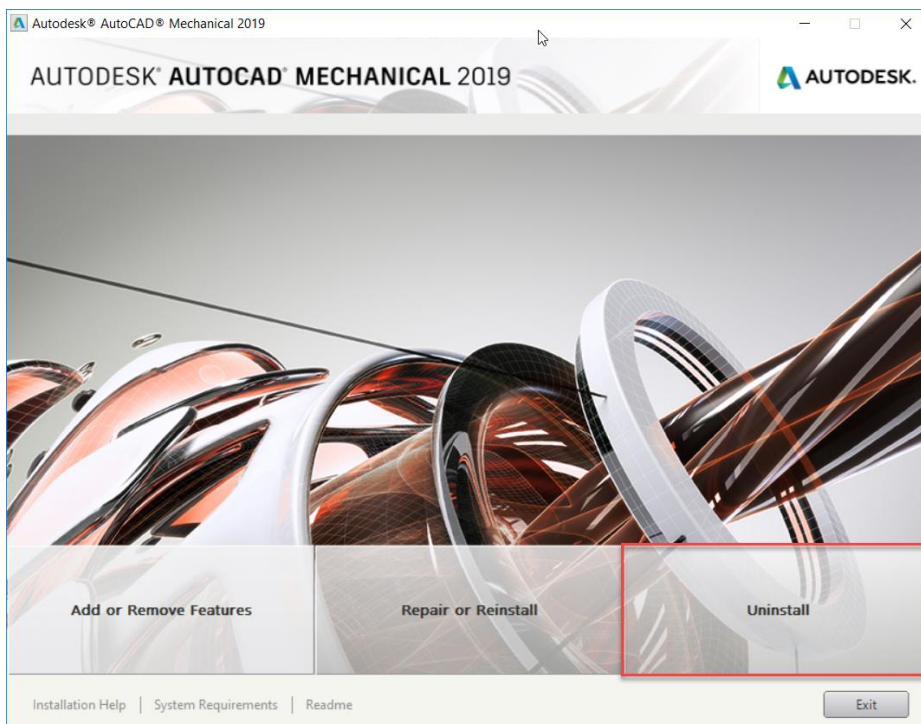 Autodesk® AutoCAD® Mechanical 2019
AUTODESK® AUTOCAD® MECHANICAL 2019
AUTODESK.
Add or Remove Features
Repair or Reinstall
Uninstall
Installation Help | System Requirements | Readme
Exit